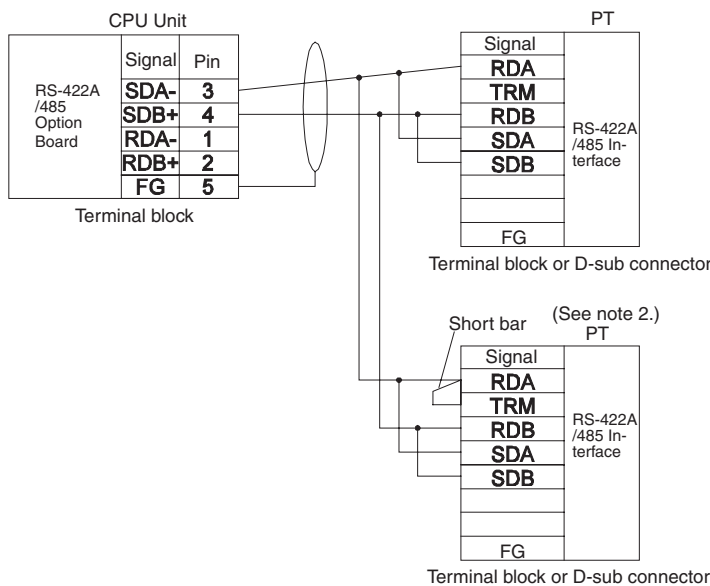 CPU Unit
Signal Pin
RS-422A
/485
Option
Board
SDA- 3
SDB+ 4
RDA- 1
RDB+ 2
FG 5
Terminal block
PT
Signal
RDA
TRM
RDB
SDA
SDB
FG
RS-422A
/485 In-
terface
Terminal block or D-sub connector
Short bar
(See note 2.)
PT
Signal
RDA
TRM
RDB
SDA
SDB
FG
RS-422A
/485 In-
terface
Terminal block or D-sub connector